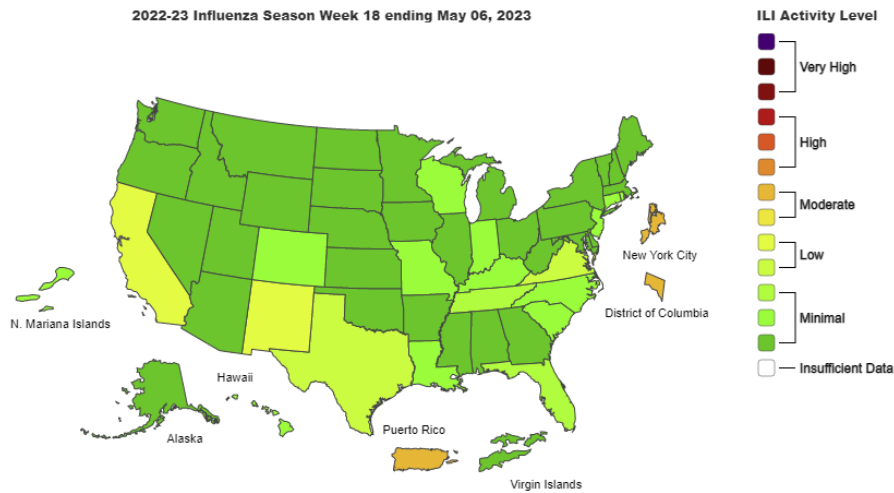 2022-23 Influenza Season Week 18 ending May 06, 2023
ILI Activity Level
Very High
High
Moderate
Low
Minimal
Insufficient Data
New York City
District of Columbia
N. Mariana Islands
Hawaii
Alaska
Puerto Rico
Virgin Islands